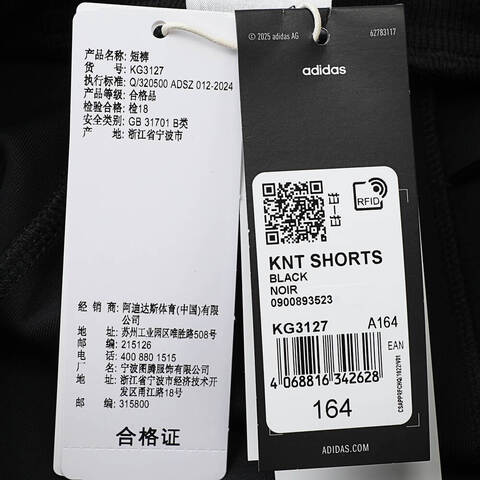 产品名称: 短裤
货 号: KG3127
执行标准: Q/320500 ADSZ 012-2024
产品等级: 合格品
检验合格: 检18
安全类别: GB 31701 B类
产 地: 浙江省宁波市
经 销 商: 阿迪达斯体育(中国)有限
公司
地 址: 苏州工业园区唯胜路508号
邮 编: 215126
电 话: 400 880 1515
厂 名: 宁波图腾服饰有限公司
地 址: 浙江省宁波市经济技术开
发区甬江路18号
邮 编: 315800
合格证
© 2025 adidas AG
62783117
adidas
RFID
KNT SHORTS
BLACK
NOIR
0900893523
KG3127 A164
EAN
4 068816 342628
164
ADIDAS.COM